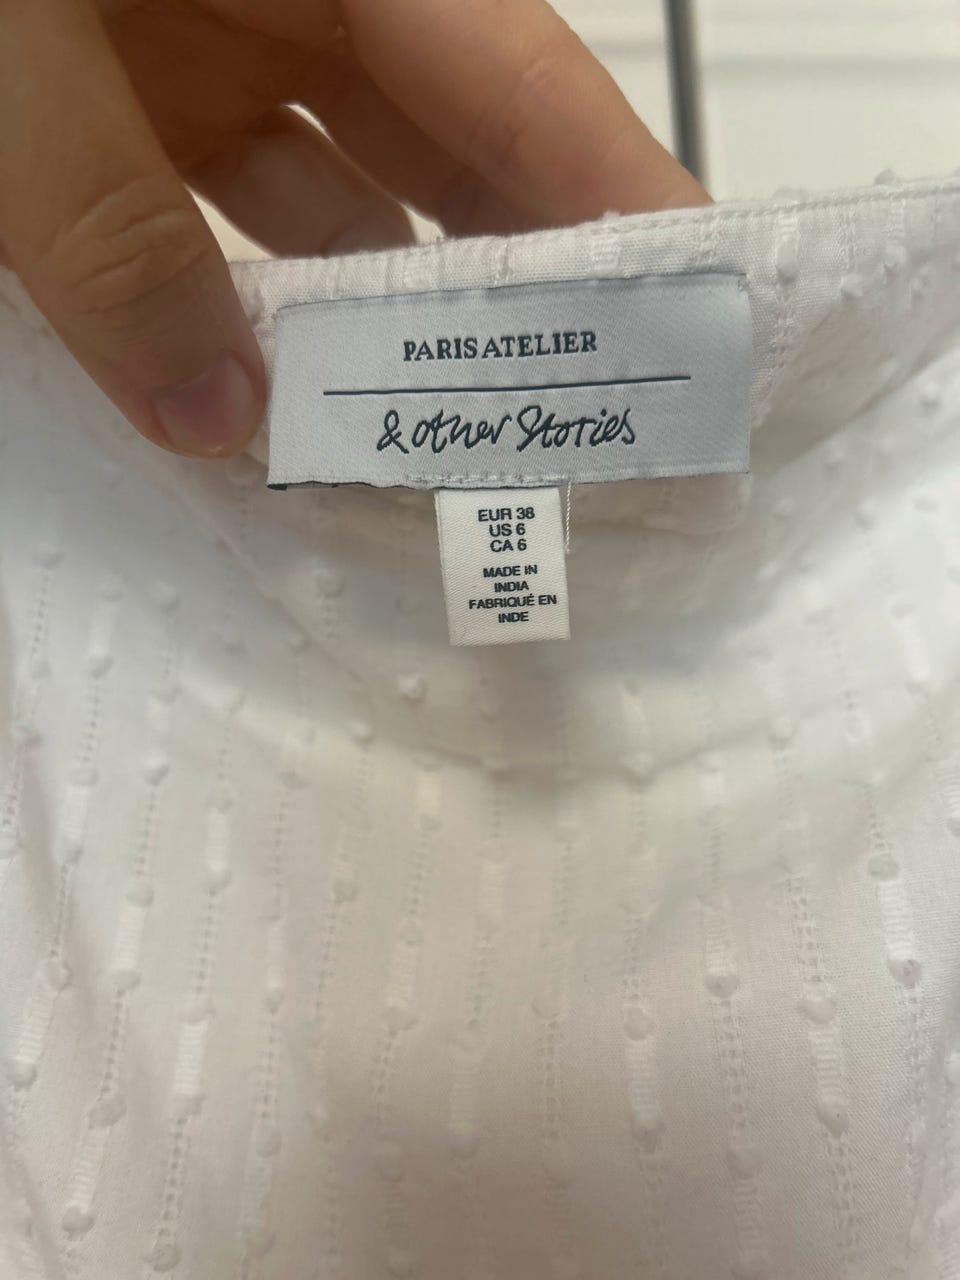 PARIS ATELIER
& other Stories
EUR 38
US 6
CA 6
MADE IN
INDIA
FABRIQUÉ EN
INDE